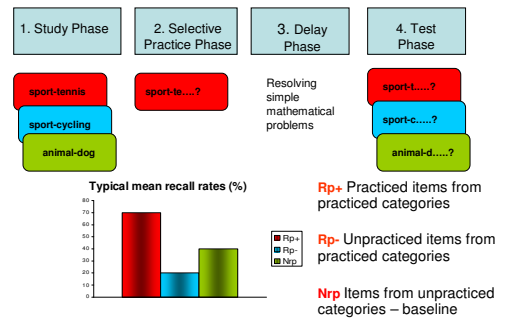 1. Study Phase
2. Selective
Practice Phase
3. Delay
Phase
4. Test
Phase
sport-tennis
sport-cycling
animal-dog
sport-te....?
Resolving
simple
mathematical
problems
sport-t.....?
sport-c.....?
animal-d.....?
Typical mean recall rates (%)
80
70
60
50
40
30
20
10
0
Rp+
Rp-
Nrp
Rp+ Practiced items from
practiced categories
Rp- Unpracticed items from
practiced categories
Nrp Items from unpracticed
categories – baseline